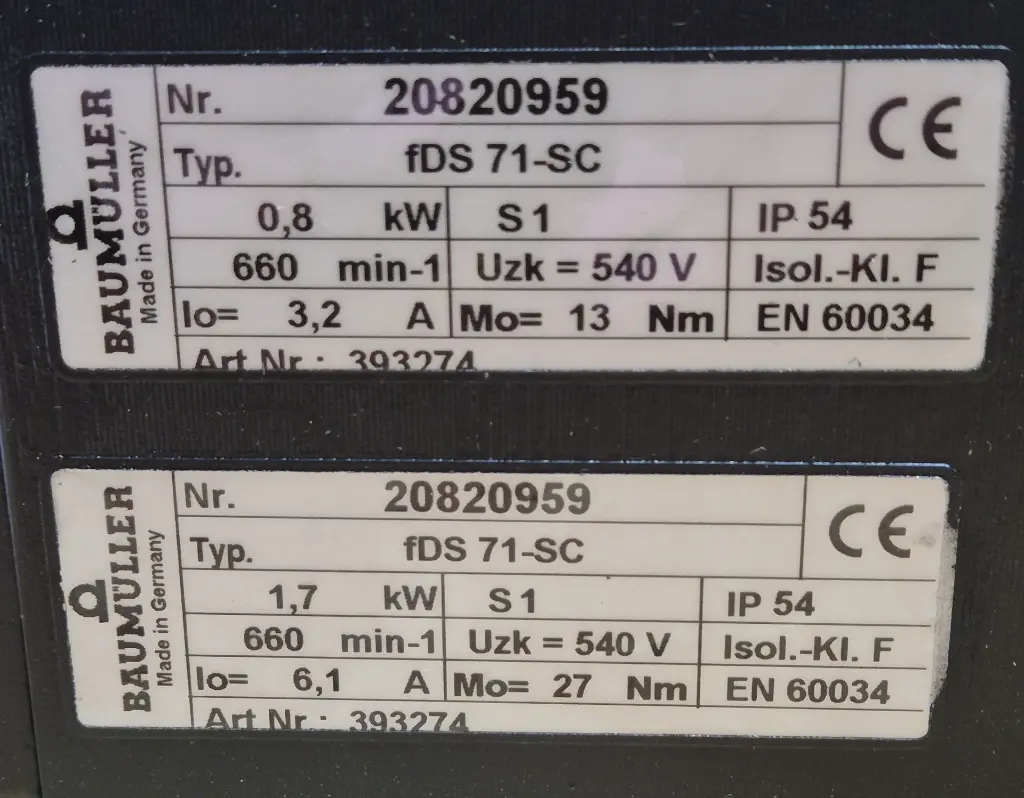 BAUMÜLLER
Made in Germany
Nr. 20820959
CE
Typ. fDS 71-SC
0,8 kW S1 IP 54
660 min-1 Uzk = 540 V Isol.-Kl. F
Io= 3,2 A Mo= 13 Nm EN 60034
Art Nr.: 393274
BAUMÜLLER
Made in Germany
Nr. 20820959
CE
Typ. fDS 71-SC
1,7 kW S1 IP 54
660 min-1 Uzk = 540 V Isol.-Kl. F
Io= 6,1 A Mo= 27 Nm EN 60034
Art Nr.: 393274